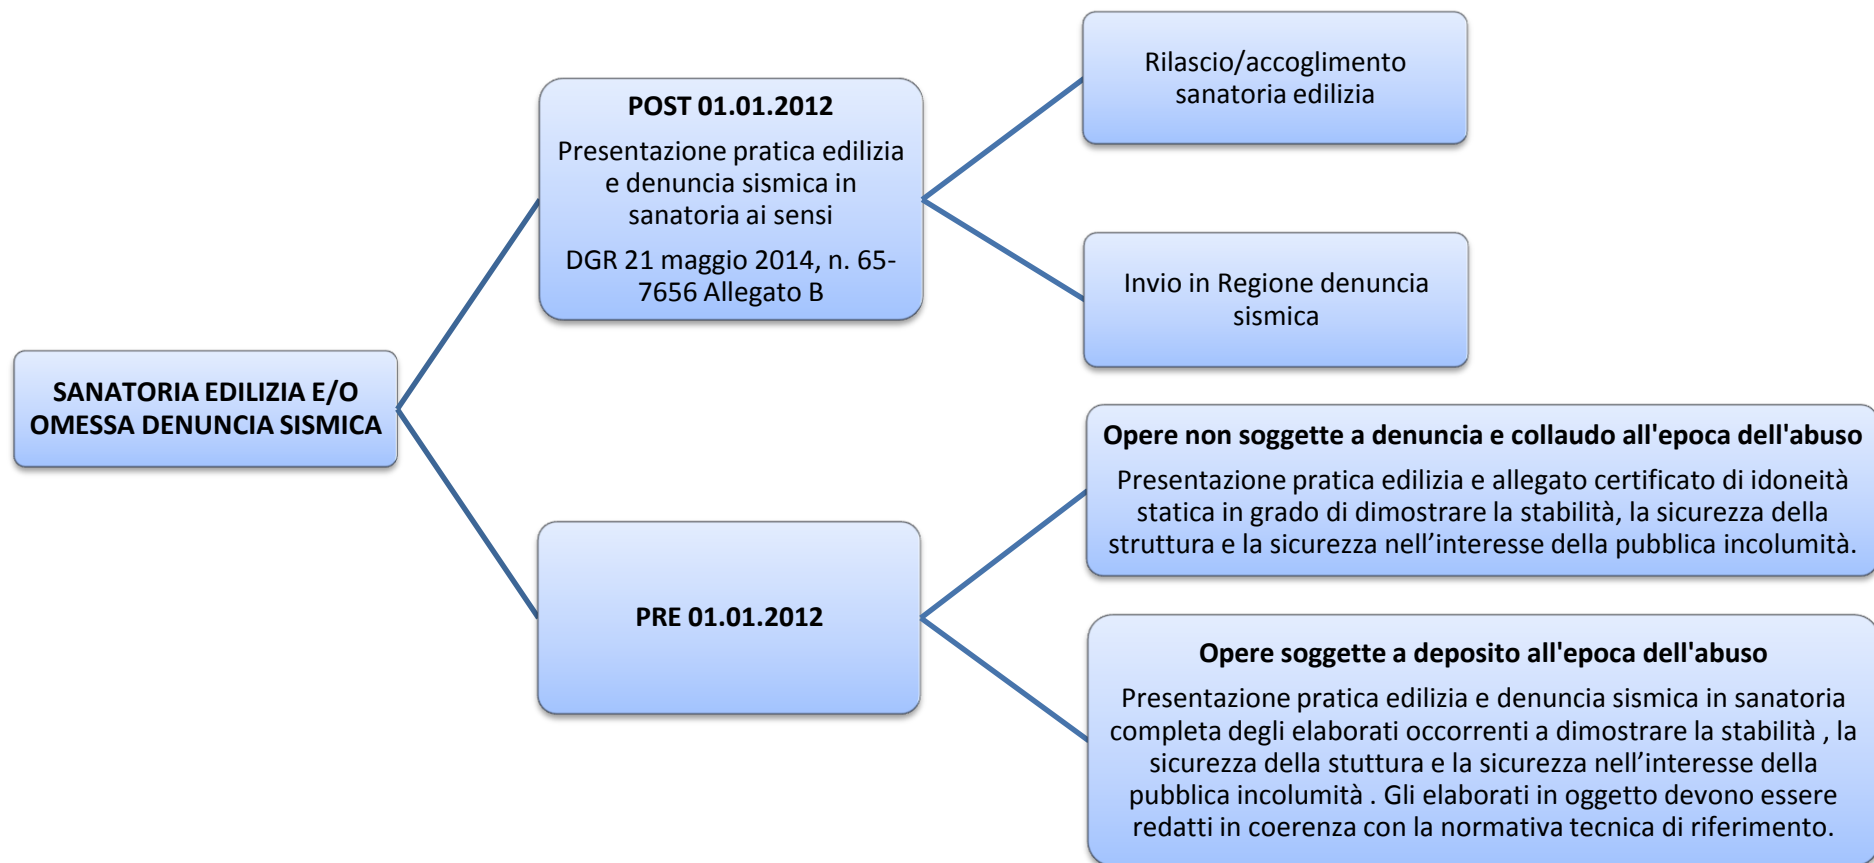 SANATORIA EDILIZIA E/O
OMESSA DENUNCIA SISMICA
POST 01.01.2012
Presentazione pratica edilizia
e denuncia sismica in
sanatoria ai sensi
DGR 21 maggio 2014, n. 65-
7656 Allegato B
Rilascio/accoglimento
sanatoria edilizia
Invio in Regione denuncia
sismica
PRE 01.01.2012
Opere non soggette a denuncia e collaudo all'epoca dell'abuso
Presentazione pratica edilizia e allegato certificato di idoneità
statica in grado di dimostrare la stabilità, la sicurezza della
struttura e la sicurezza nell’interesse della pubblica incolumità.
Opere soggette a deposito all'epoca dell'abuso
Presentazione pratica edilizia e denuncia sismica in sanatoria
completa degli elaborati occorrenti a dimostrare la stabilità , la
sicurezza della stuttura e la sicurezza nell’interesse della
pubblica incolumità . Gli elaborati in oggetto devono essere
redatti in coerenza con la normativa tecnica di riferimento.